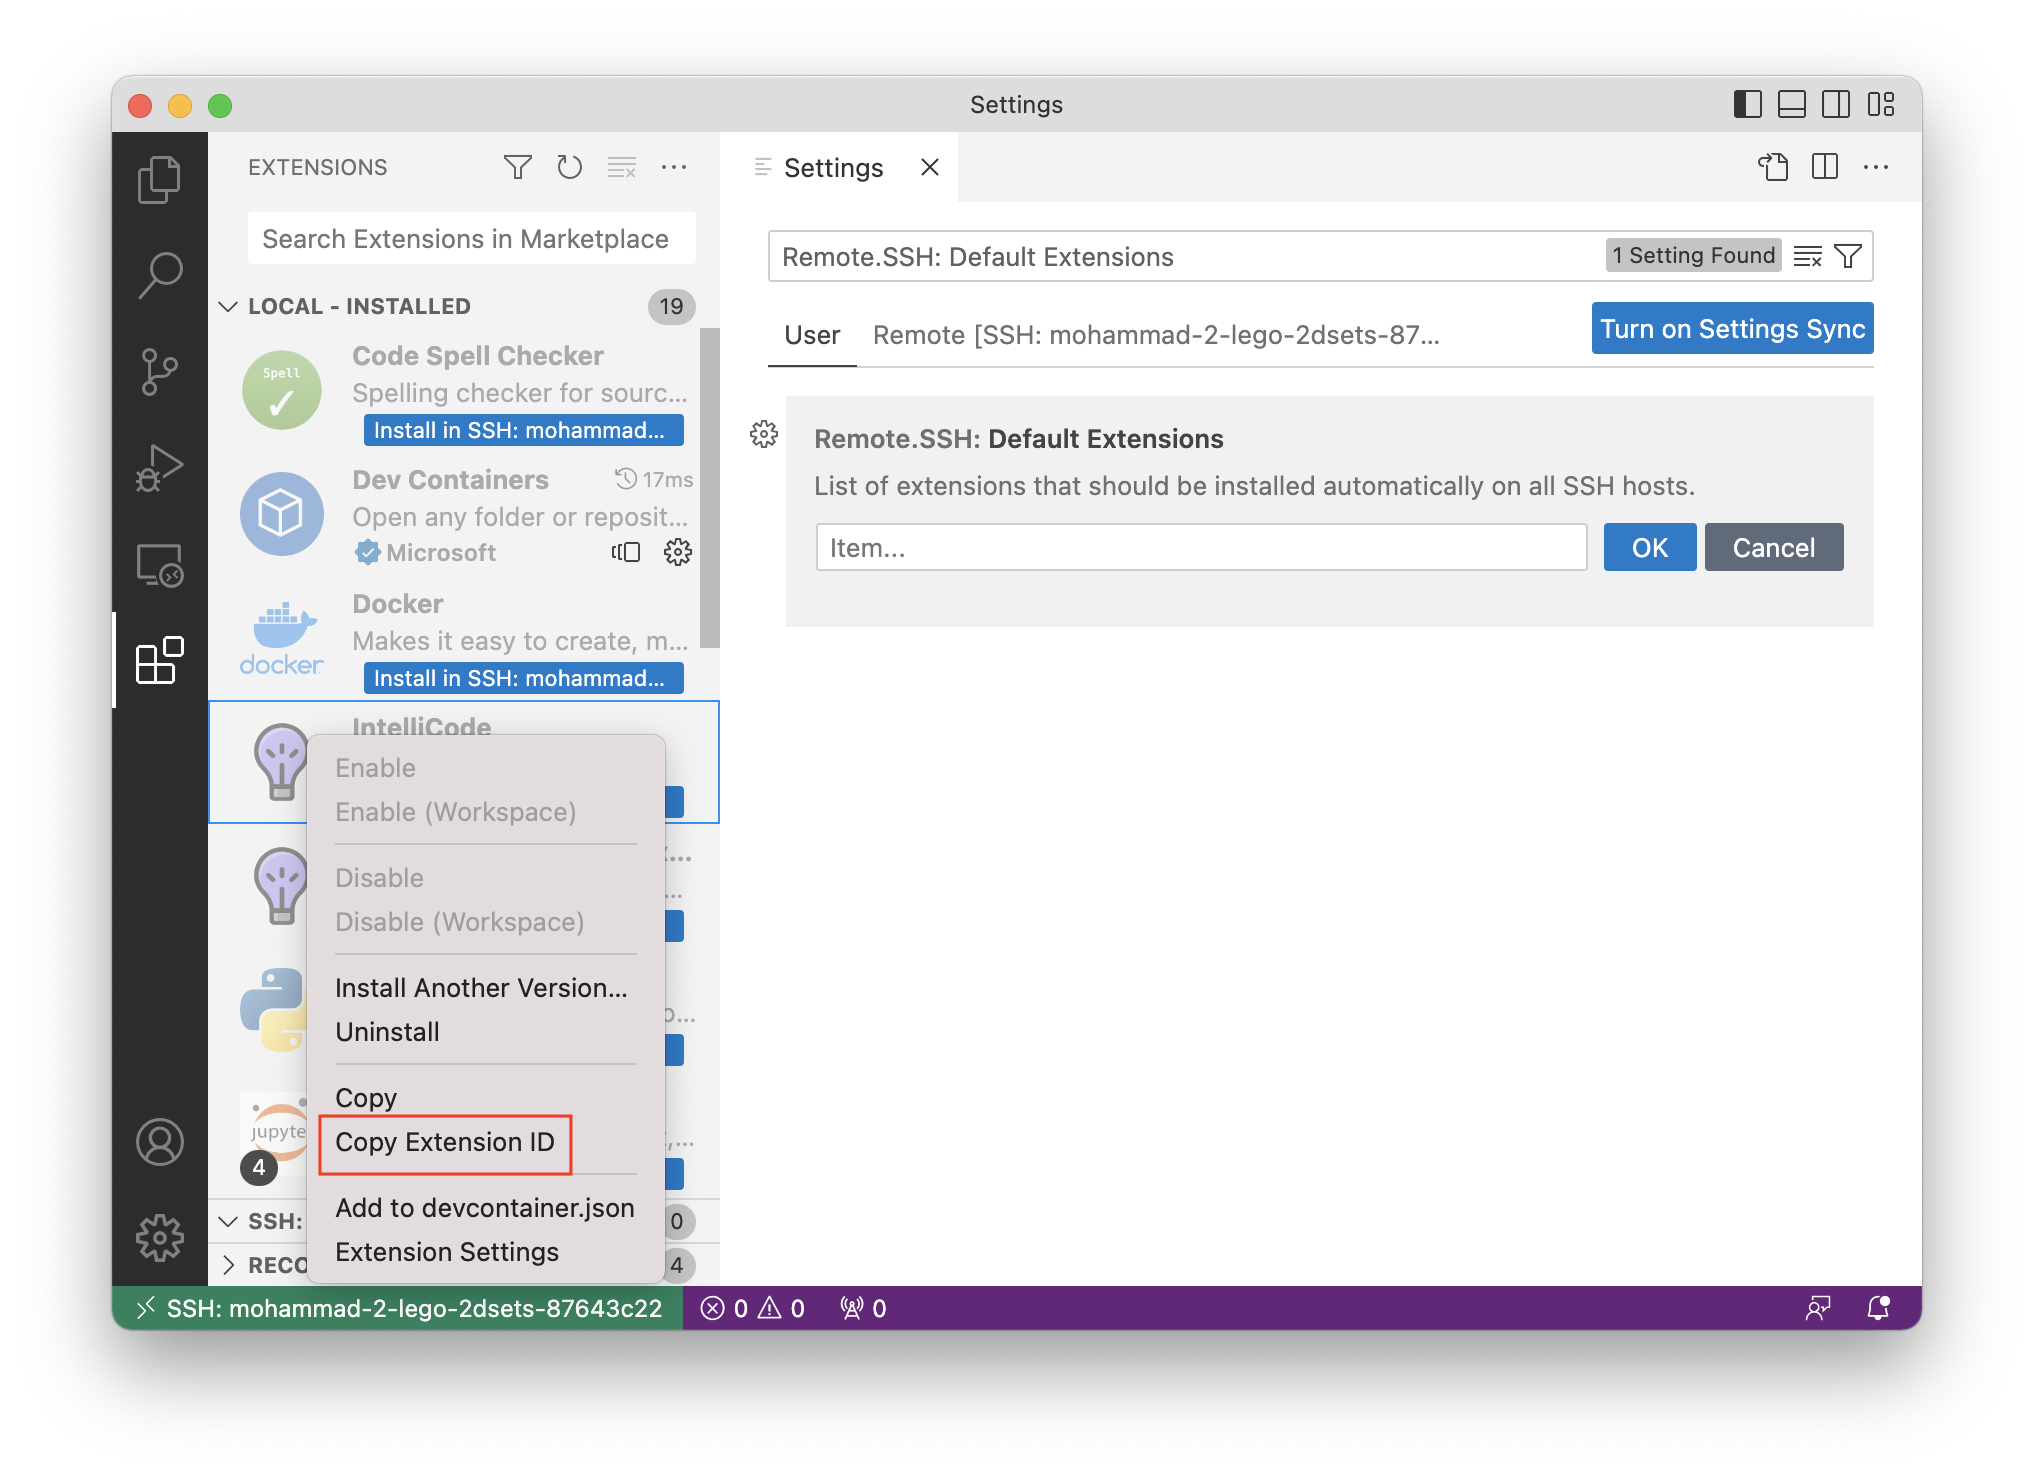 Settings
EXTENSIONS
Search Extensions in Marketplace
LOCAL - INSTALLED 19
Spell
Code Spell Checker
Spelling checker for sourc...
Install in SSH: mohammad...
Dev Containers 17ms
Open any folder or reposit...
Microsoft
docker
Docker
Makes it easy to create, m...
Install in SSH: mohammad...
IntelliCode
Enable
Enable (Workspace)
Disable
Disable (Workspace)
Install Another Version...
Uninstall
Copy
Copy Extension ID
Add to devcontainer.json
Extension Settings
4
SSH: 0
4
Settings
Remote.SSH: Default Extensions
1 Setting Found
User Remote [SSH: mohammad-2-lego-2dsets-87...
Turn on Settings Sync
Remote.SSH: Default Extensions
List of extensions that should be installed automatically on all SSH hosts.
Item...
OK Cancel
SSH: mohammad-2-lego-2dsets-87643c22 0 0 0